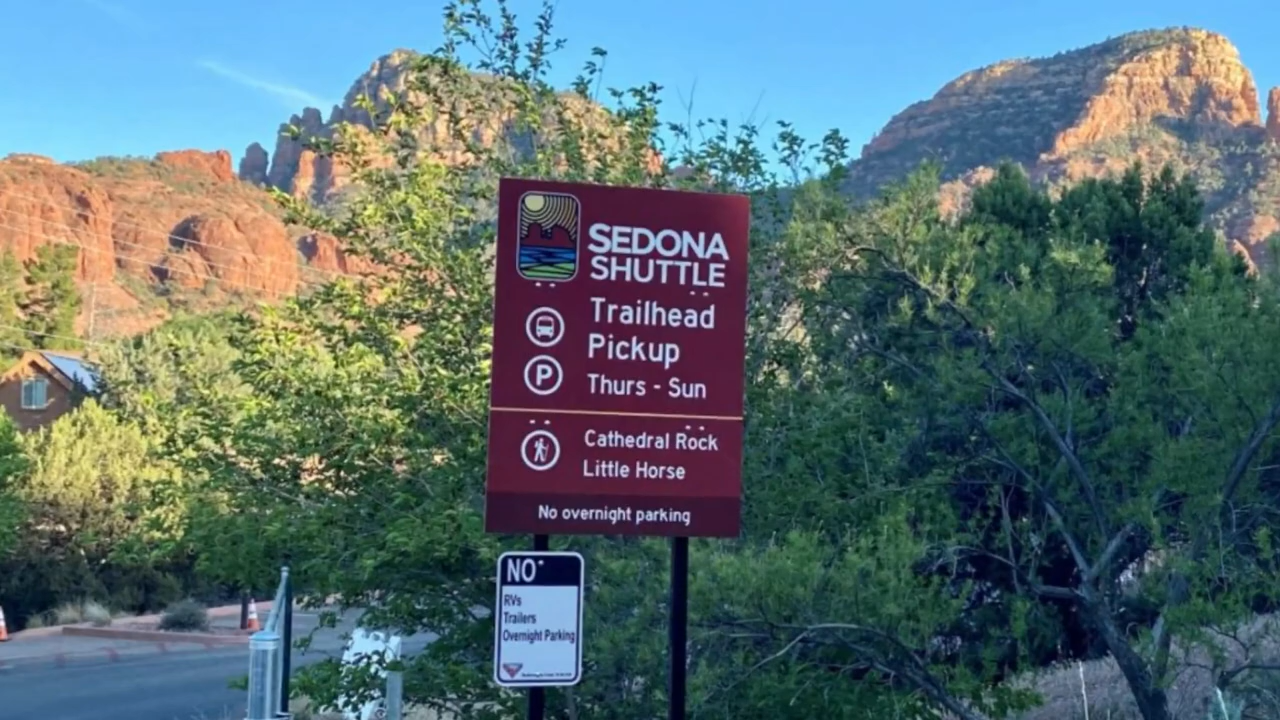 SEDONA
SHUTTLE
Trailhead
Pickup
P
Thurs - Sun
Cathedral Rock
Little Horse
No overnight parking
NO
RVs
Trailers
Overnight Parking